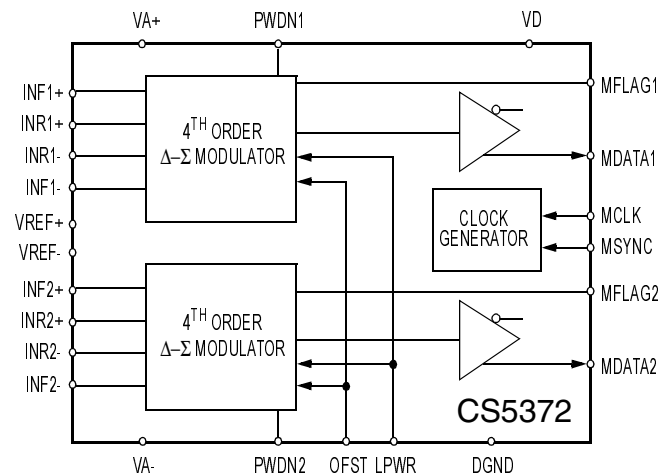 VA+ PWDN1 VD
INF1+
INR1+
INR1-
INF1-
VREF+
VREF-
INF2+
INR2+
INR2-
INF2-
4TH ORDER
Δ–Σ MODULATOR
4TH ORDER
Δ–Σ MODULATOR
CLOCK
GENERATOR
MFLAG1
MDATA1
MCLK
MSYNC
MFLAG2
MDATA2
CS5372
VA- PWDN2 OFST LPWR DGND